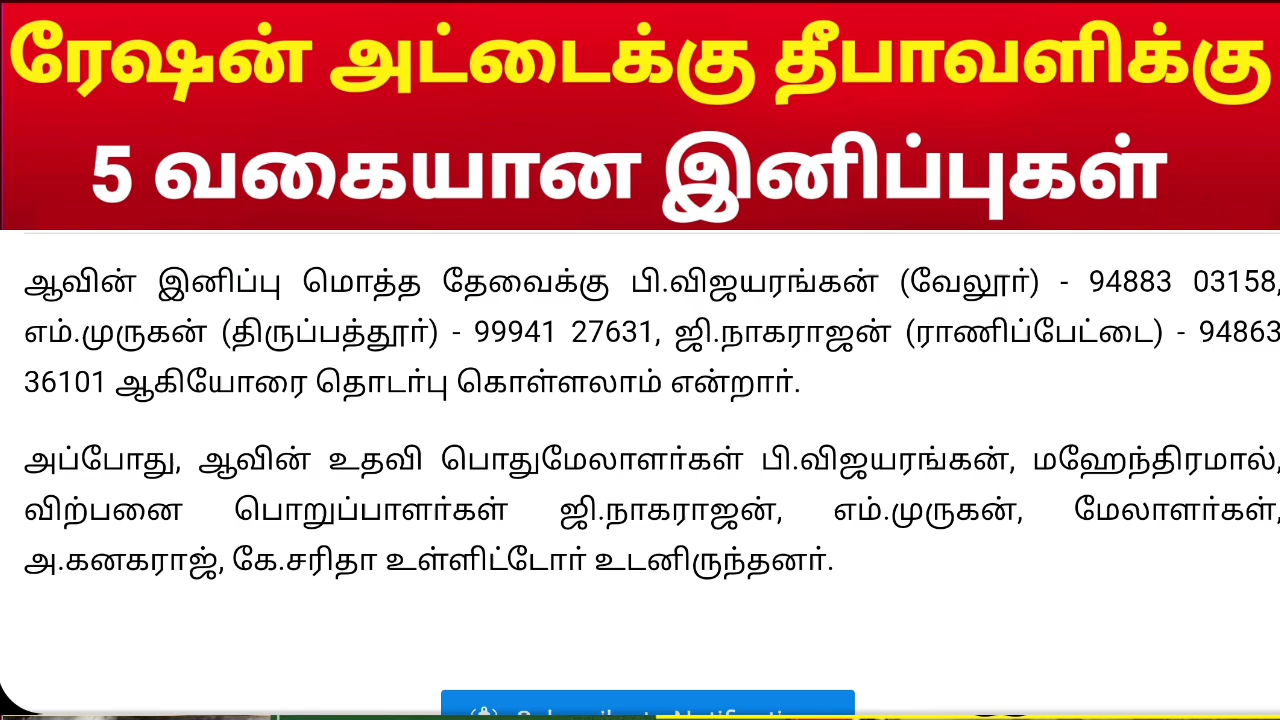 ரேஷன் அட்டைக்கு தீபாவளிக்கு
5 வகையான இனிப்புகள்
ஆவின் இனிப்பு மொத்த தேவைக்கு பி.விஜயரங்கன் (வேலூர்) - 94883 03158,
எம்.முருகன் (திருப்பத்தூர்) - 99941 27631, ஜி.நாகராஜன் (ராணிப்பேட்டை) - 94863
36101 ஆகியோரை தொடர்பு கொள்ளலாம் என்றார்.
அப்போது, ஆவின் உதவி பொதுமேலாளர்கள் பி.விஜயரங்கன், மஹேந்திரமால்,
விற்பனை பொறுப்பாளர்கள் ஜி.நாகராஜன், எம்.முருகன், மேலாளர்கள்,
அ.கனகராஜ், கே.சரிதா உள்ளிட்டோர் உடனிருந்தனர்.